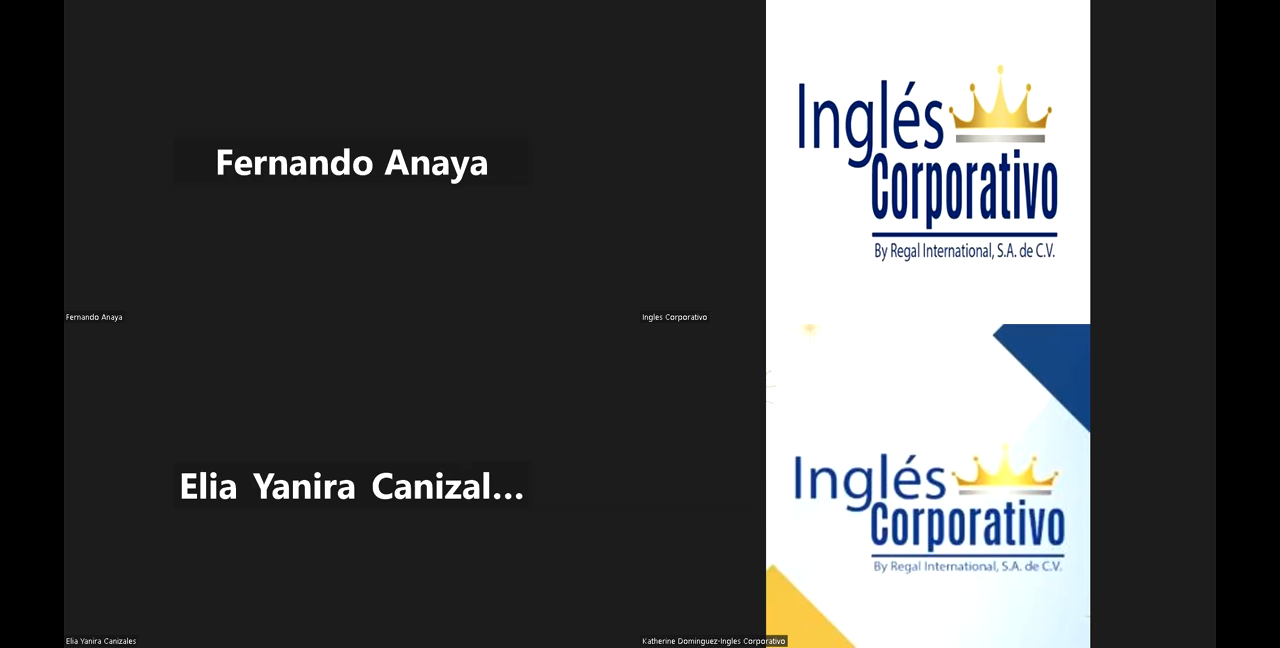 Fernando Anaya
Fernando Anaya
Inglés
Corporativo
By Regal International, S.A. de C.V.
Ingles Corporativo
Elia Yanira Canizal...
Elia Yanira Canizales
Inglés
Corporativo
By Regal International, S.A. de C.V.
Katherine Dominguez-Ingles Corporativo